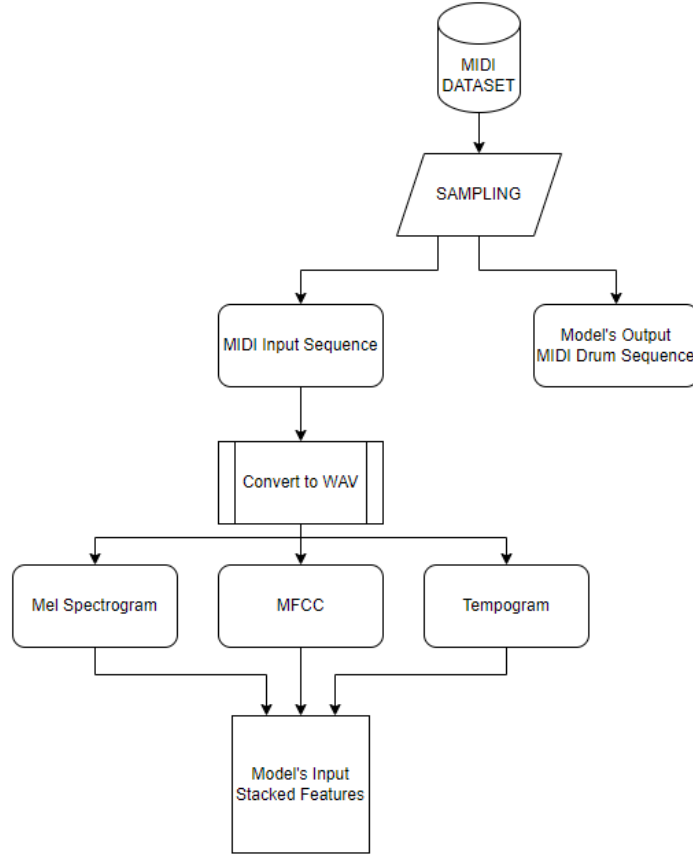 MIDI
DATASET
SAMPLING
MIDI Input Sequence
Model's Output
MIDI Drum Sequence
Convert to WAV
Mel Spectrogram
MFCC
Tempogram
Model's Input
Stacked Features